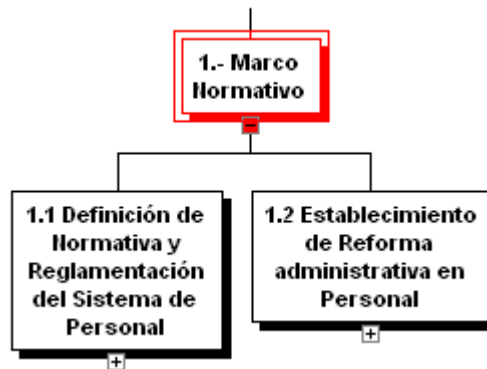 1.- Marco
Normativo
1.1 Definición de
Normativa y
Reglamentación
del Sistema de
Personal
1.2 Establecimiento
de Reforma
administrativa en
Personal